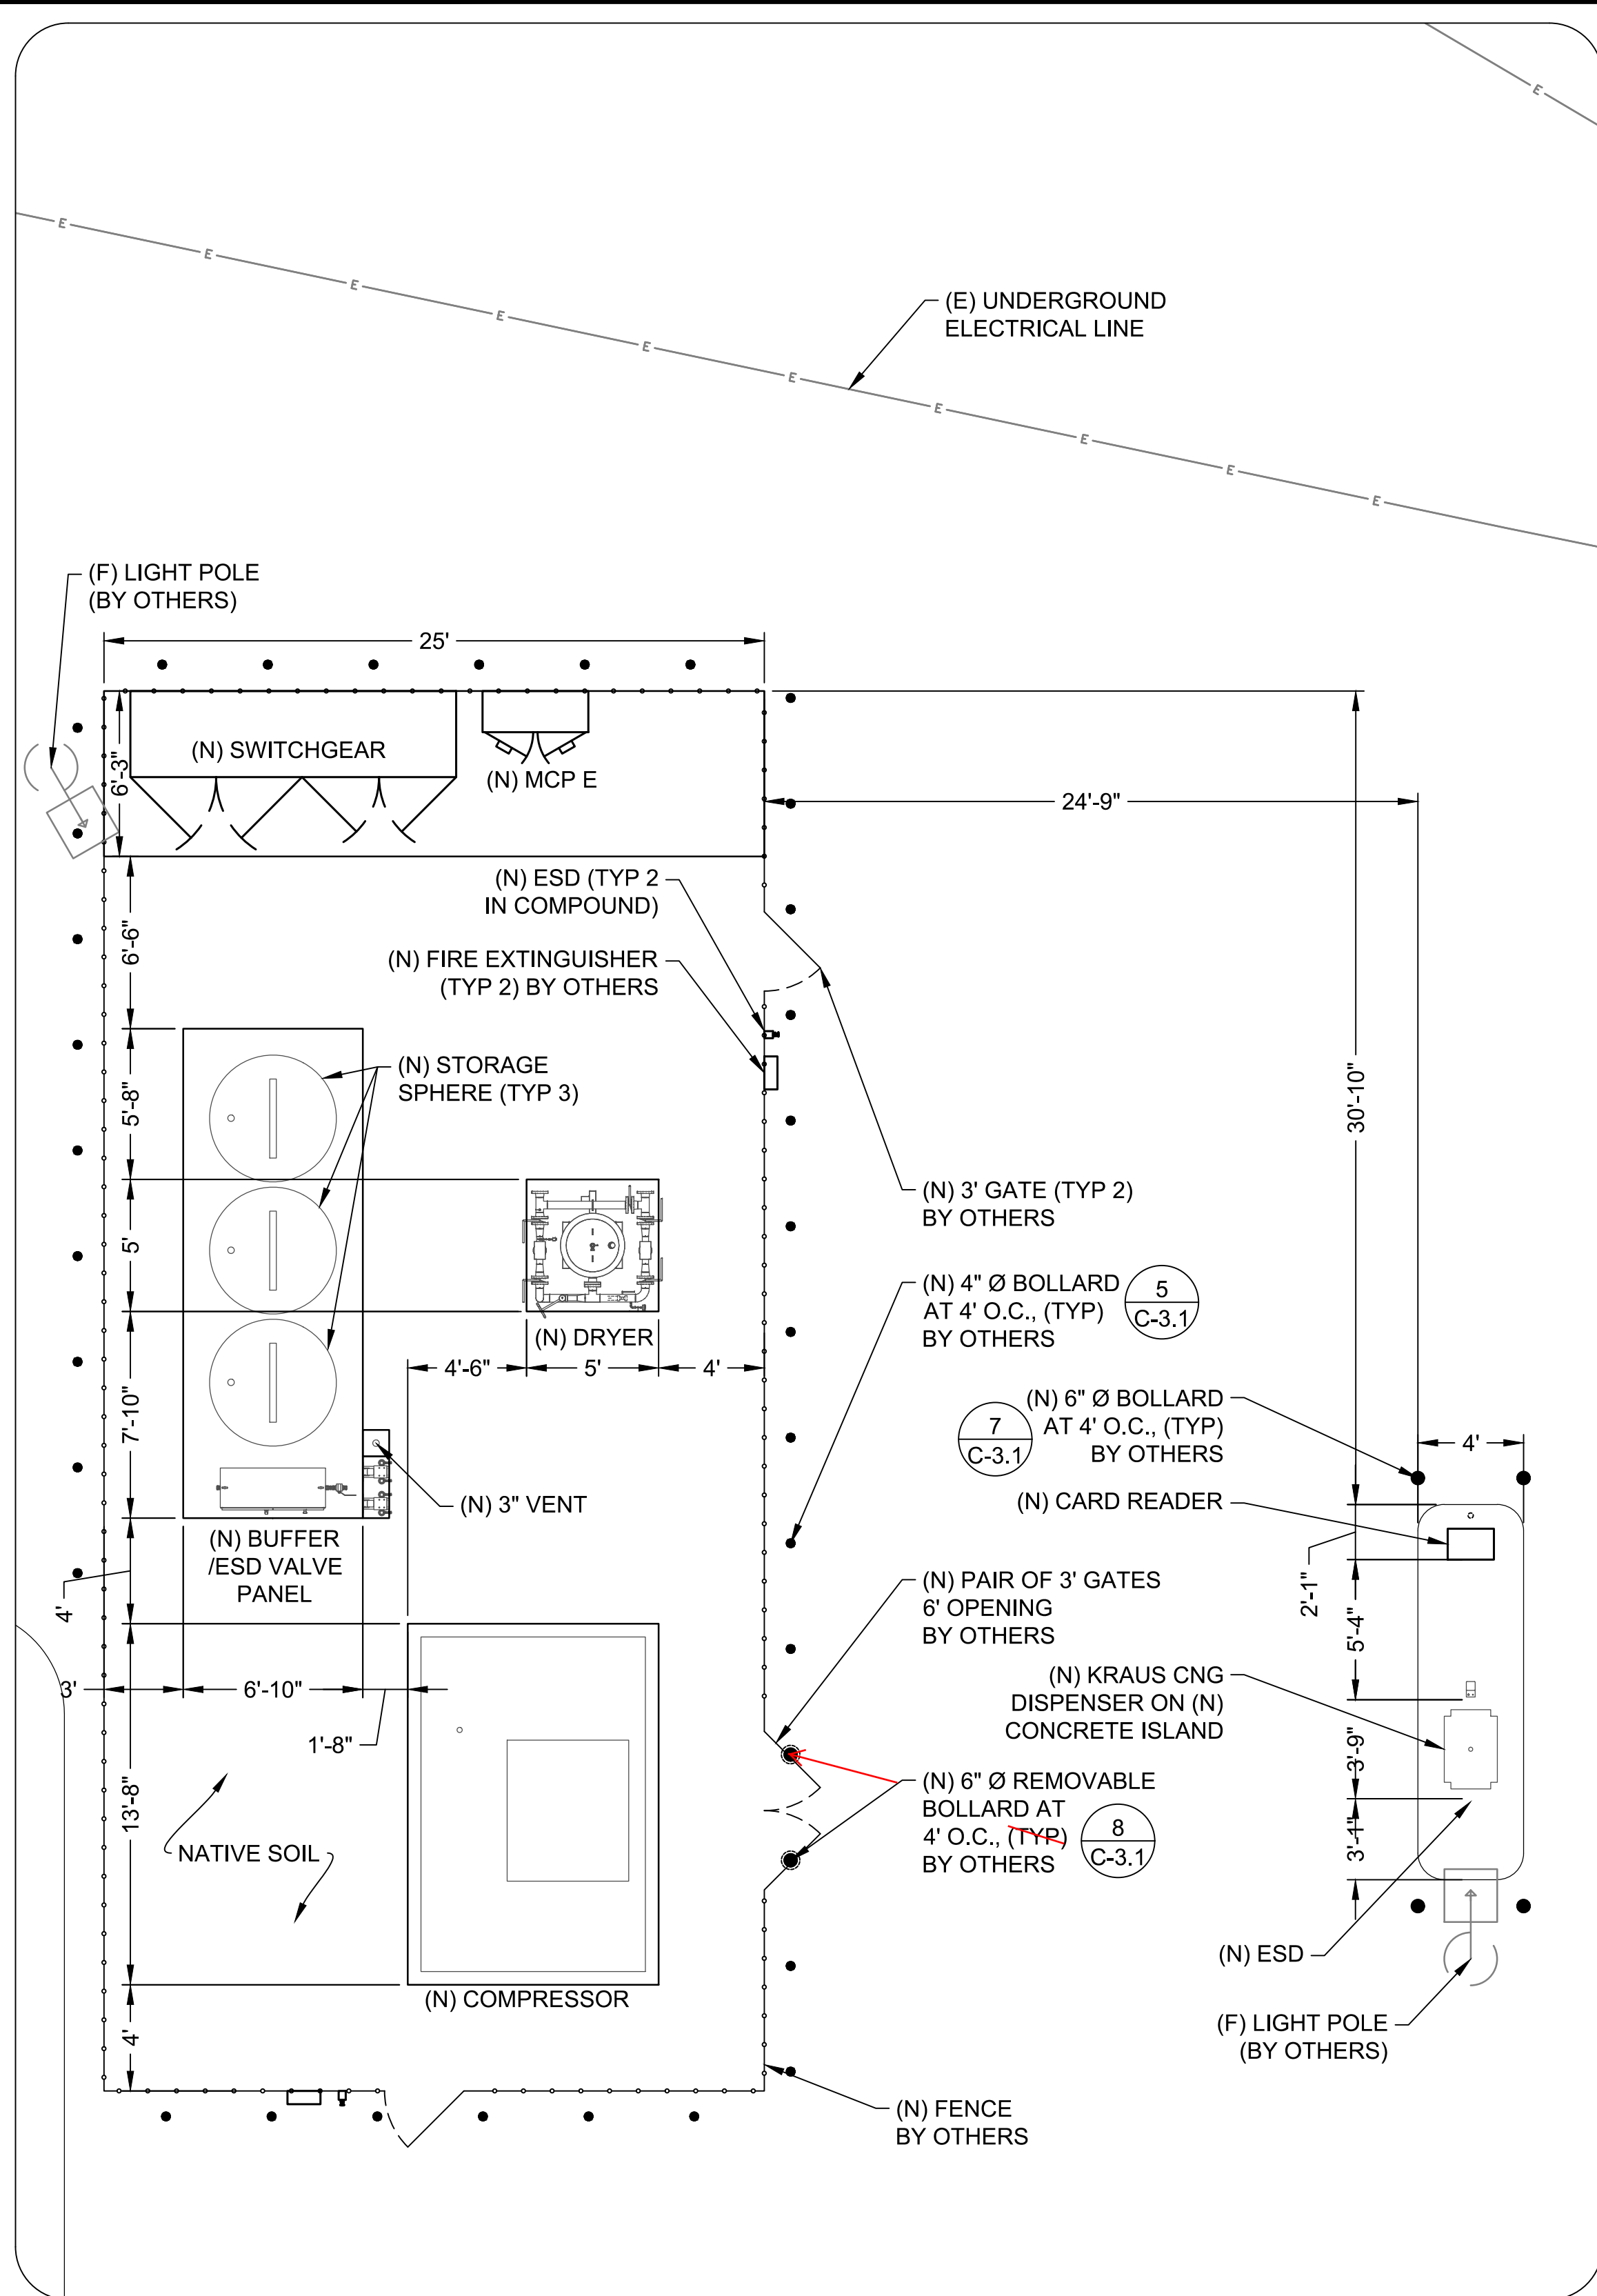 E
E
E
E
E
E
E
E
E
E
E
(E) UNDERGROUND
ELECTRICAL LINE
(F) LIGHT POLE
(BY OTHERS)
25'
6'-3"
(N) SWITCHGEAR
(N) MCP E
24'-9"
(N) ESD (TYP 2
IN COMPOUND)
6'-6"
(N) FIRE EXTINGUISHER
(TYP 2) BY OTHERS
(N) STORAGE
SPHERE (TYP 3)
5'-8"
30'-10"
(N) 3' GATE (TYP 2)
BY OTHERS
5'
(N) 4" Ø BOLLARD
AT 4' O.C., (TYP)
BY OTHERS
5
C-3.1
(N) DRYER
4'-6"
5'
4'
7'-10"
(N) 6" Ø BOLLARD
AT 4' O.C., (TYP)
BY OTHERS
7
C-3.1
4'
(N) 3" VENT
(N) CARD READER
(N) BUFFER
/ESD VALVE
PANEL
4'
2'-1"
(N) PAIR OF 3' GATES
6' OPENING
BY OTHERS
5'-4"
3'
6'-10"
1'-8"
(N) KRAUS CNG
DISPENSER ON (N)
CONCRETE ISLAND
3'-9"
13'-8"
(N) 6" Ø REMOVABLE
BOLLARD AT
4' O.C., (TYP)
BY OTHERS
8
C-3.1
3'-1"
NATIVE SOIL
(N) ESD
(N) COMPRESSOR
4'
(F) LIGHT POLE
(BY OTHERS)
(N) FENCE
BY OTHERS